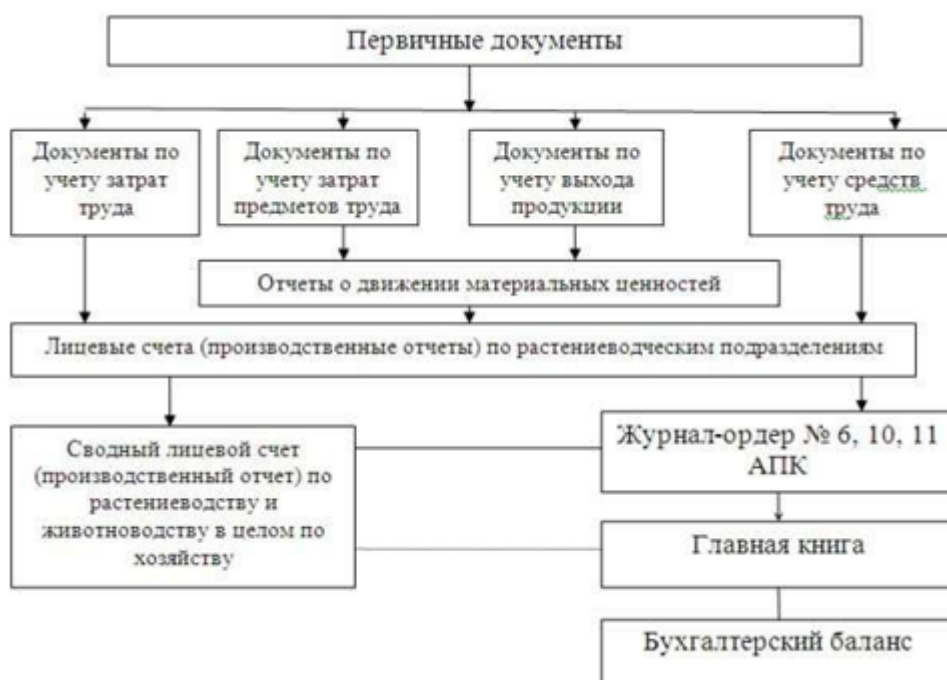 Первичные документы
Документы по
учету затрат
труда
Документы по
учету затрат
предметов труда
Документы по
учету выхода
продукции
Документы по
учету средств
труда
Отчеты о движении материальных ценностей
Лицевые счета (производственные отчеты) по растениеводческим подразделениям
Сводный лицевой счет
(производственный отчет) по
растениеводству и
животноводству в целом по
хозяйству
Журнал-ордер № 6, 10, 11
АПК
Главная книга
Бухгалтерский баланс